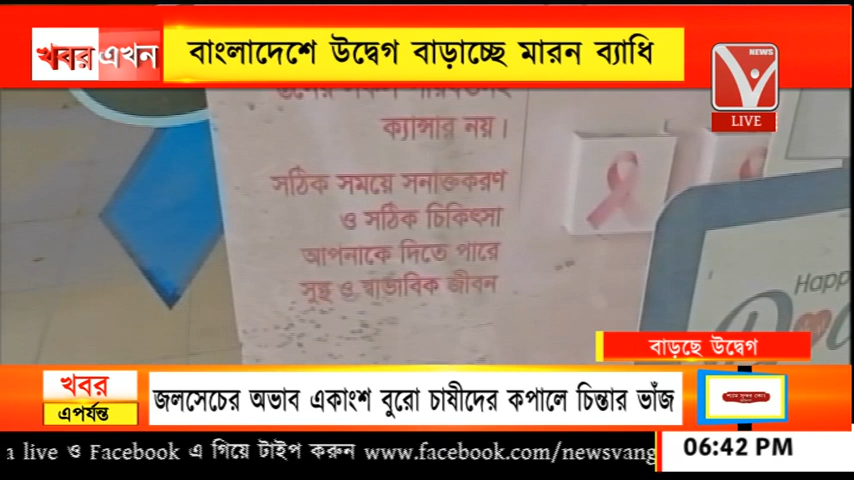 খবর এখন
বাংলাদেশে উদ্বেগ বাড়াচ্ছে মারন ব্যাধি
NEWS
V
LIVE
ক্যান্সার নয়।
সঠিক সময়ে সনাক্তকরণ
ও সঠিক চিকিৎসা
আপনাকে দিতে পারে
সুস্থ ও স্বাভাবিক জীবন
Happ
বাড়ছে উদ্বেগ
খবর
এপর্যন্ত
জলসেচের অভাব একাংশ বুরো চাষীদের কপালে চিন্তার ভাঁজ
a live ও Facebook এ গিয়ে টাইপ করুন www.facebook.com/newsvang
06:42 PM